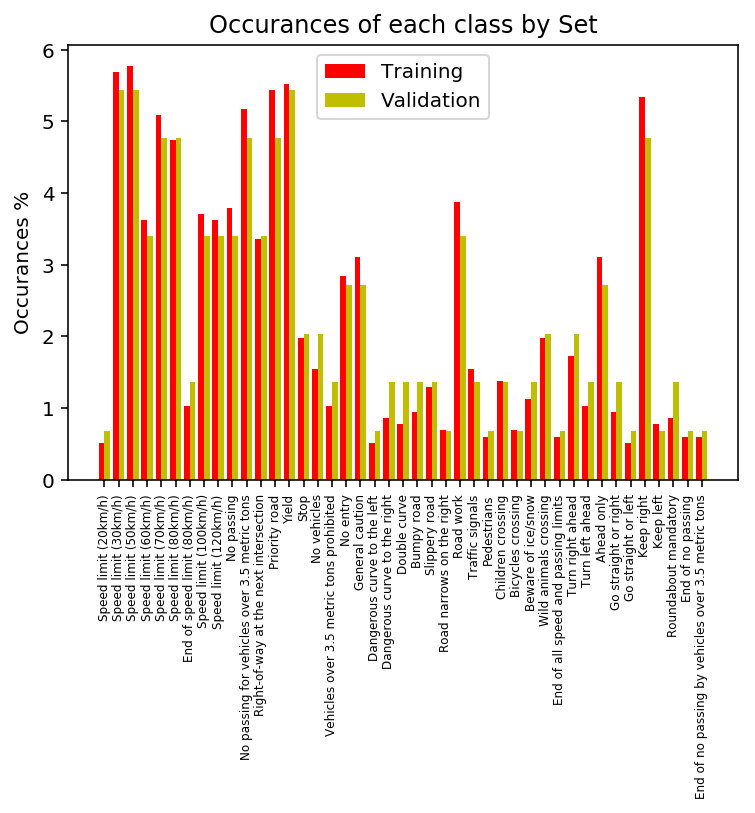 Occurances of each class by Set
Training
Validation
Occurances %
6
5
4
3
2
1
0
Speed limit (20km/h)
Speed limit (30km/h)
Speed limit (50km/h)
Speed limit (60km/h)
Speed limit (70km/h)
Speed limit (80km/h)
End of speed limit (80km/h)
Speed limit (100km/h)
Speed limit (120km/h)
No passing
No passing for vehicles over 3.5 metric tons
Right-of-way at the next intersection
Priority road
Yield
Stop
No vehicles
Vehicles over 3.5 metric tons prohibited
No entry
General caution
Dangerous curve to the left
Dangerous curve to the right
Double curve
Bumpy road
Slippery road
Road narrows on the right
Road work
Traffic signals
Pedestrians
Children crossing
Bicycles crossing
Beware of ice/snow
Wild animals crossing
End of all speed and passing limits
Turn right ahead
Turn left ahead
Ahead only
Go straight or right
Go straight or left
Keep right
Keep left
Roundabout mandatory
End of no passing
End of no passing by vehicles over 3.5 metric tons